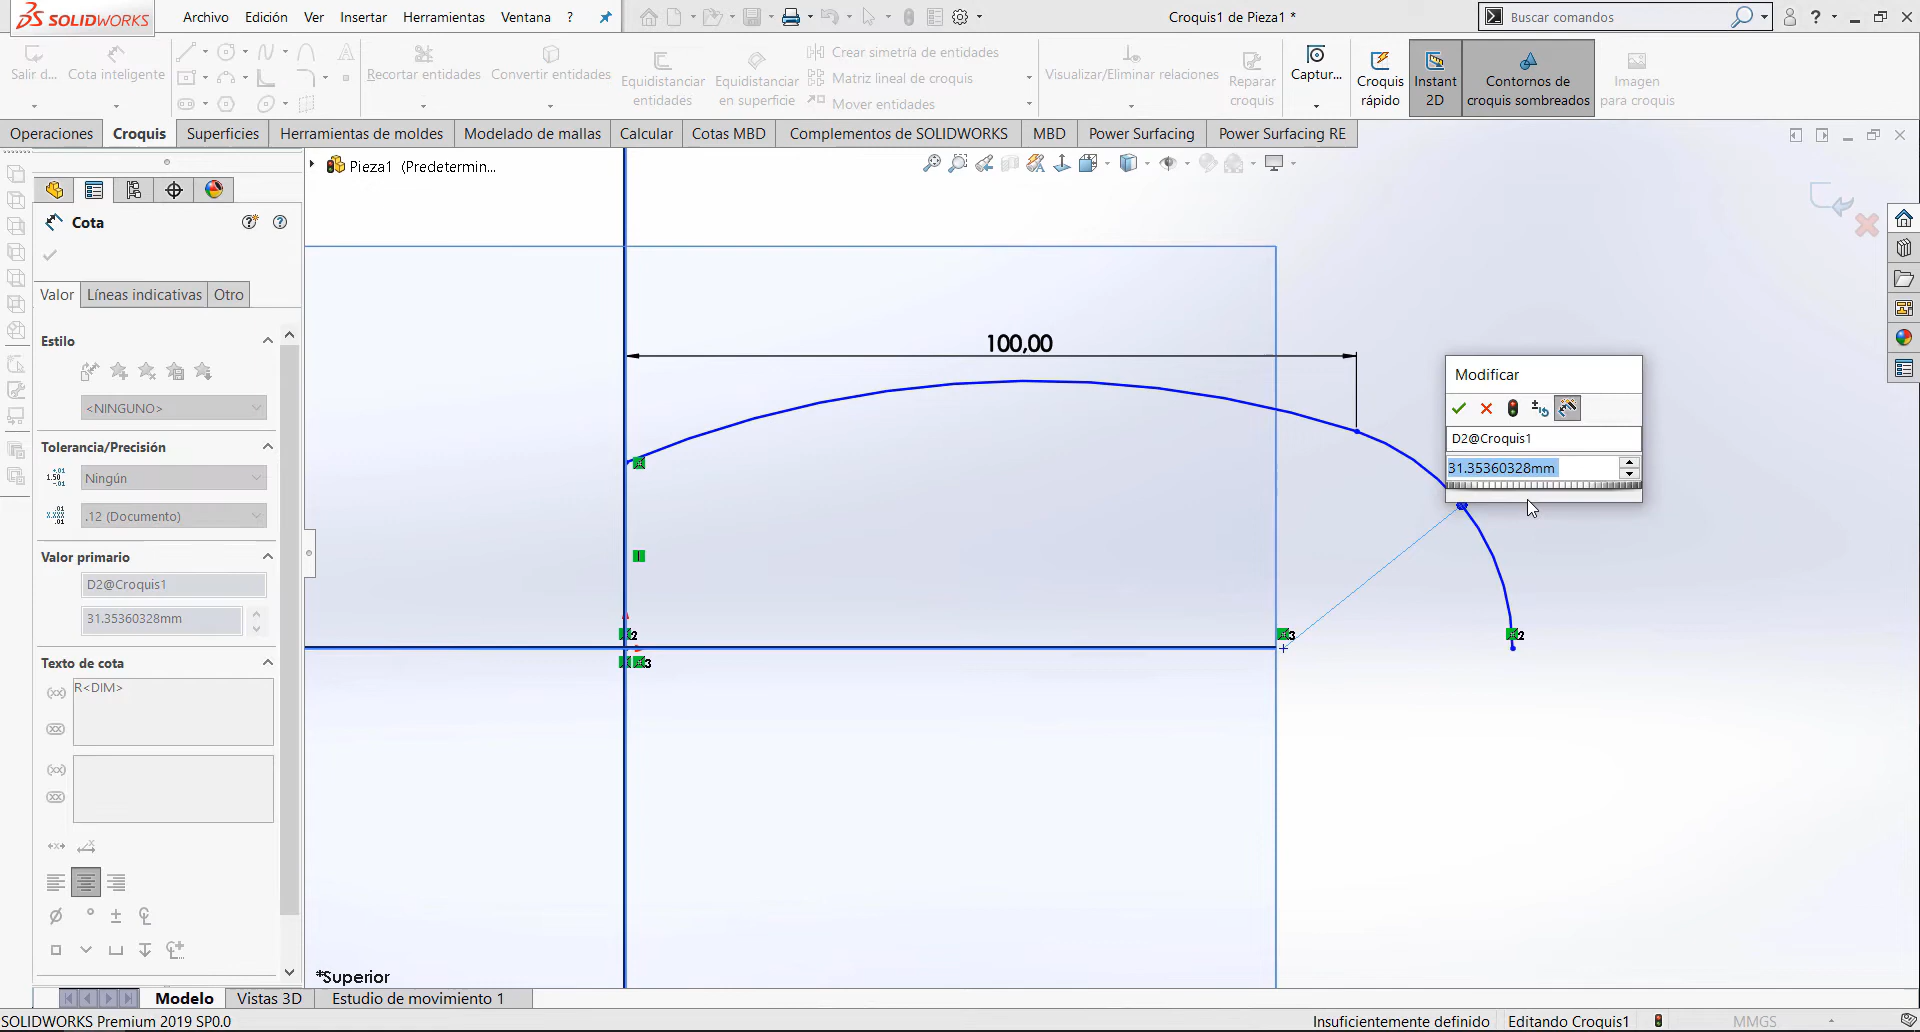 SOLIDWORKS
Archivo Edición Ver Insertar Herramientas Ventana ?
Croquis1 de Pieza1 *
Buscar comandos
?
Salir d...
Cota inteligente
Recortar entidades
Convertir entidades
Equidistanciar
entidades
Equidistanciar
en superficie
Crear simetría de entidades
Matriz lineal de croquis
Mover entidades
Visualizar/Eliminar relaciones
Reparar
croquis
Captur...
Croquis
rápido
Instant
2D
Contornos de
croquis sombreados
Imagen
para croquis
Operaciones Croquis Superficies Herramientas de moldes Modelado de mallas Calcular Cotas MBD Complementos de SOLIDWORKS MBD Power Surfacing Power Surfacing RE
Pieza1 (Predetermin...
Cota
Valor Líneas indicativas Otro
Estilo
<NINGUNO>
Tolerancia/Precisión
Ningún
.12 (Documento)
Valor primario
D2@Croquis1
31.35360328mm
Texto de cota
R<DIM>
100,00
Modificar
D2@Croquis1
31.35360328mm
2
3
3
2
*Superior
Modelo Vistas 3D Estudio de movimiento 1
SOLIDWORKS Premium 2019 SP0.0
Insuficientemente definido Editando Croquis1 MMGS